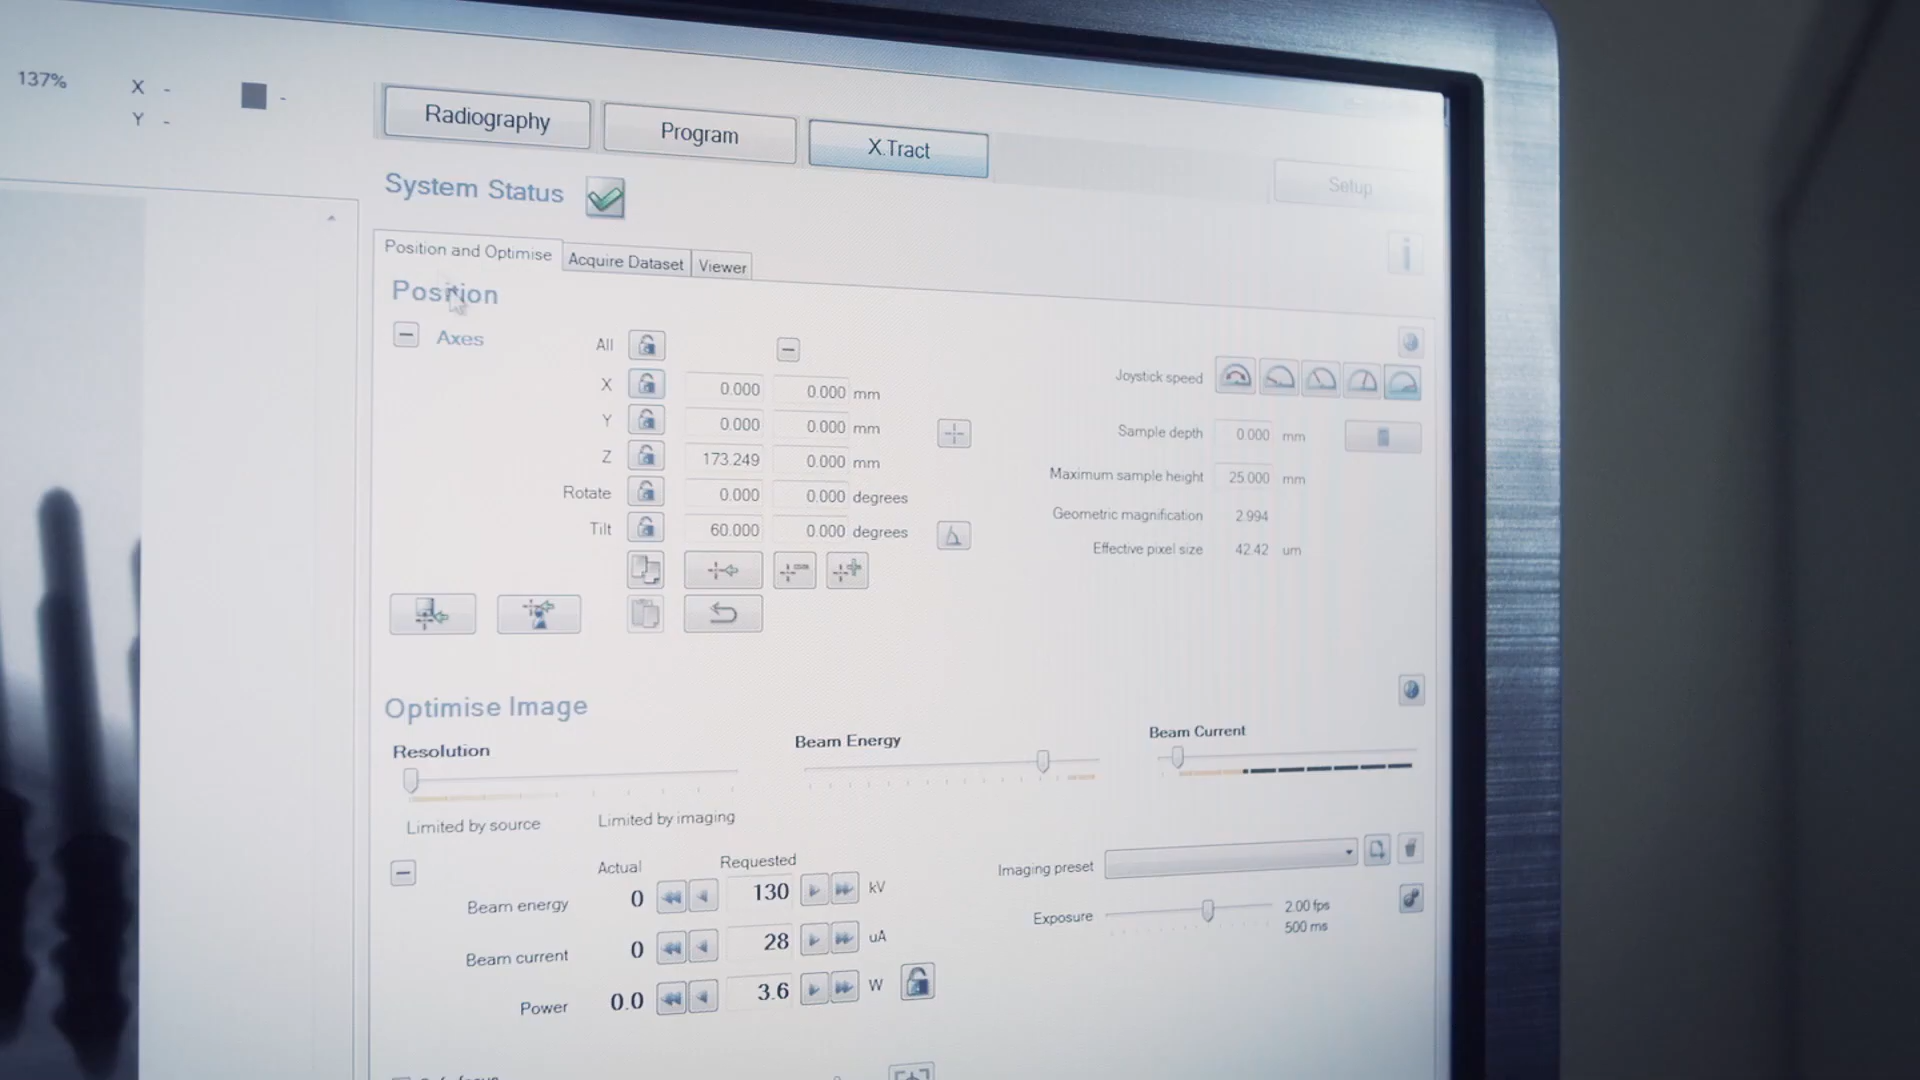 137%
X -
Y -
-
Radiography
Program
X.Tract
Setup
System Status
Position and Optimise
Acquire Dataset
Viewer
Position
Axes
All
X 0.000 0.000 mm
Y 0.000 0.000 mm
Z 173.249 0.000 mm
Rotate 0.000 0.000 degrees
Tilt 60.000 0.000 degrees
Joystick speed
Sample depth 0.000 mm
Maximum sample height 25.000 mm
Geometric magnification 2.994
Effective pixel size 42.42 um
Optimise Image
Resolution
Beam Energy
Beam Current
Limited by source
Limited by imaging
Actual Requested
Beam energy 0 130 kV
Beam current 0 28 uA
Power 0.0 3.6 W
Imaging preset
Exposure 2.00 fps
500 ms